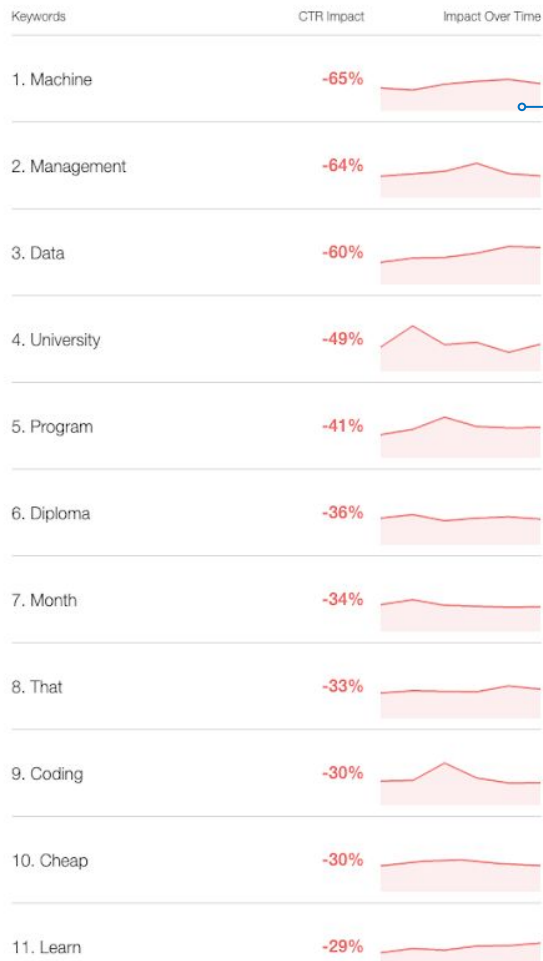 Keywords CTR Impact Impact Over Time
1. Machine -65%
2. Management -64%
3. Data -60%
4. University -49%
5. Program -41%
6. Diploma -36%
7. Month -34%
8. That -33%
9. Coding -30%
10. Cheap -30%
11. Learn -29%